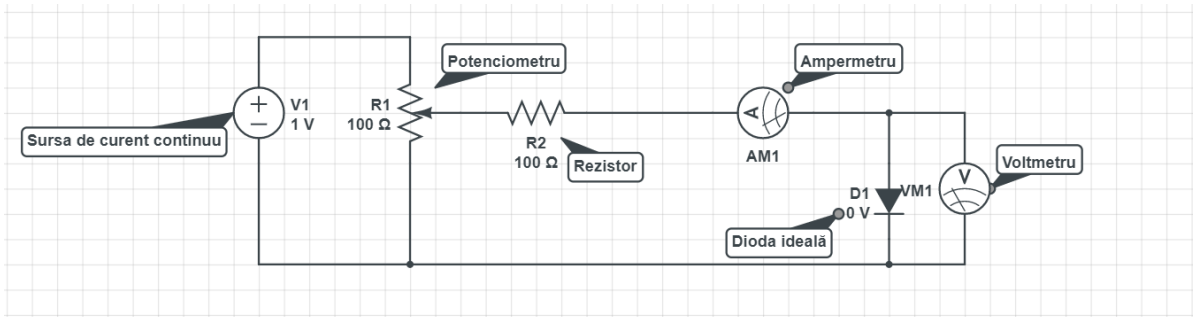 Potenciometru
Ampermetru
V1
1 V
R1
100 Ω
Sursa de curent continuu
A
R2
100 Ω
Rezistor
AM1
Voltmetru
V
D1
0 V
VM1
Dioda ideală